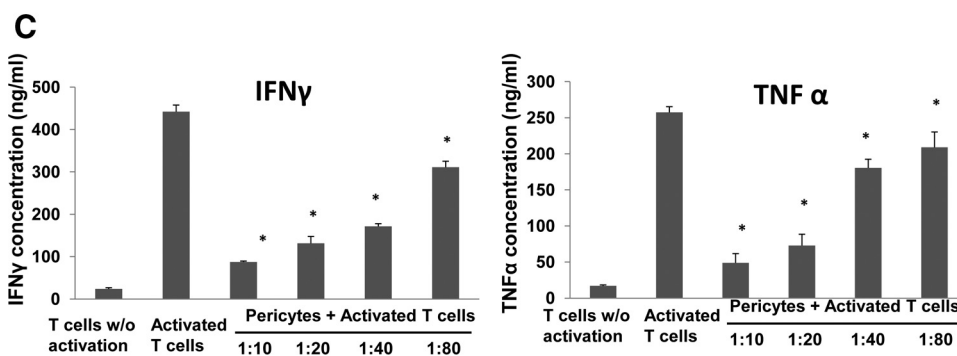 C
IFNγ
IFNγ concentration (ng/ml)
500
400
300
200
100
0
*
*
*
*
T cells w/o
activation
Activated
T cells
Pericytes + Activated T cells
1:10 1:20 1:40 1:80
TNF α
TNFα concentration (ng/ml)
300
250
200
150
100
50
0
*
*
*
*
T cells w/o
activation
Activated
T cells
Pericytes + Activated T cells
1:10 1:20 1:40 1:80